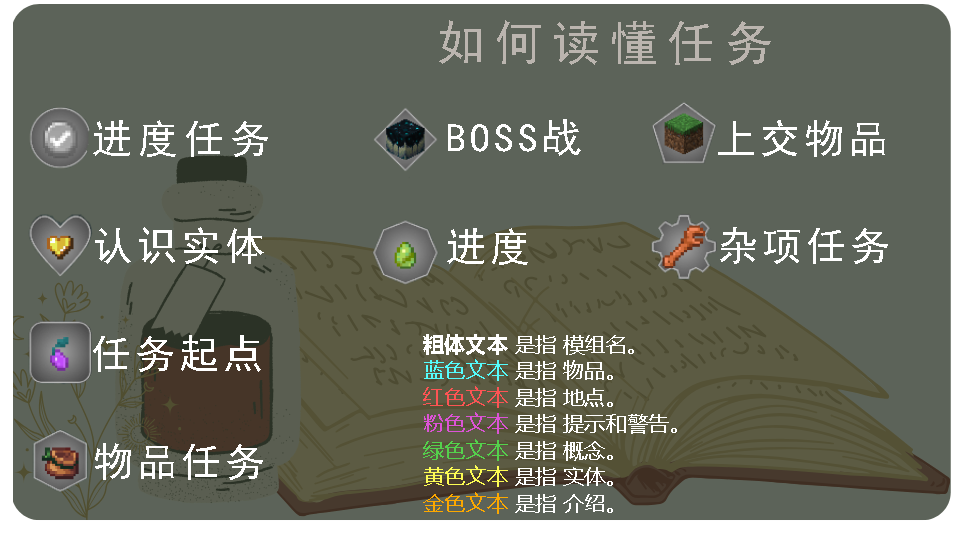 如何读懂任务
进度任务
BOSS战
上交物品
认识实体
进度
杂项任务
任务起点
物品任务
粗体文本 是指 模组名。
蓝色文本 是指 物品。
红色文本 是指 地点。
粉色文本 是指 提示和警告。
绿色文本 是指 概念。
黄色文本 是指 实体。
金色文本 是指 介绍。